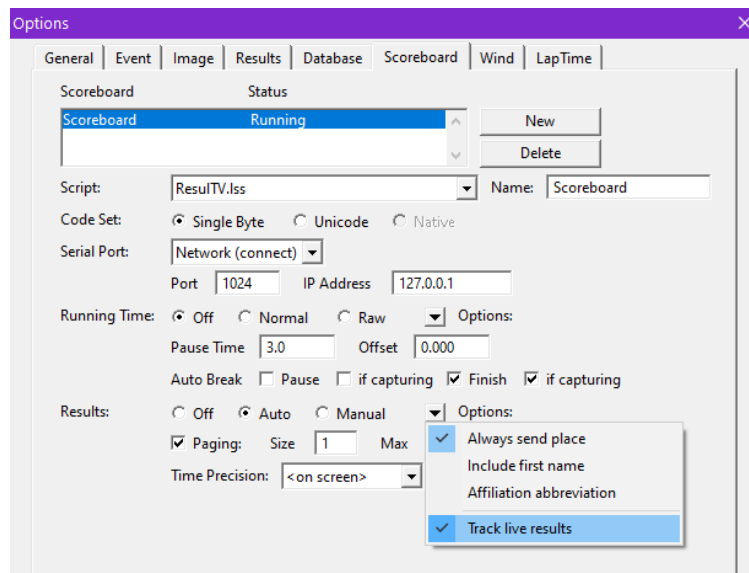 Options
General Event Image Results Database Scoreboard Wind LapTime
Scoreboard Status
Scoreboard Running
New
Delete
Script: ResulTV.lss Name: Scoreboard
Code Set: Single Byte Unicode Native
Serial Port: Network (connect)
Port 1024 IP Address 127.0.0.1
Running Time: Off Normal Raw Options:
Pause Time 3.0 Offset 0.000
Auto Break Pause if capturing Finish if capturing
Results: Off Auto Manual Options:
Paging: Size 1 Max
Time Precision: <on screen>
Always send place
Include first name
Affiliation abbreviation
Track live results